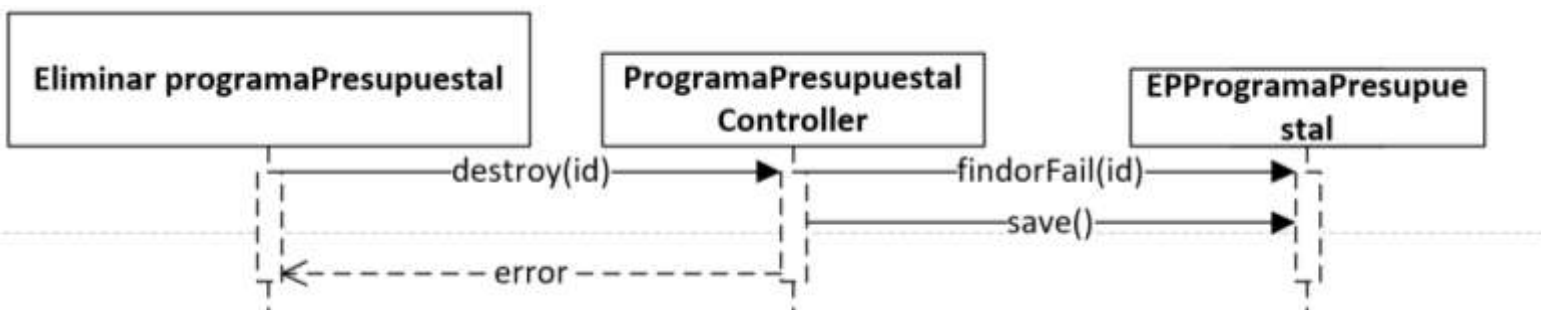 Eliminar programaPresupuestal
ProgramaPresupuestal
Controller
EPProgramaPresupue
stal
destroy(id)
findorFail(id)
save()
error